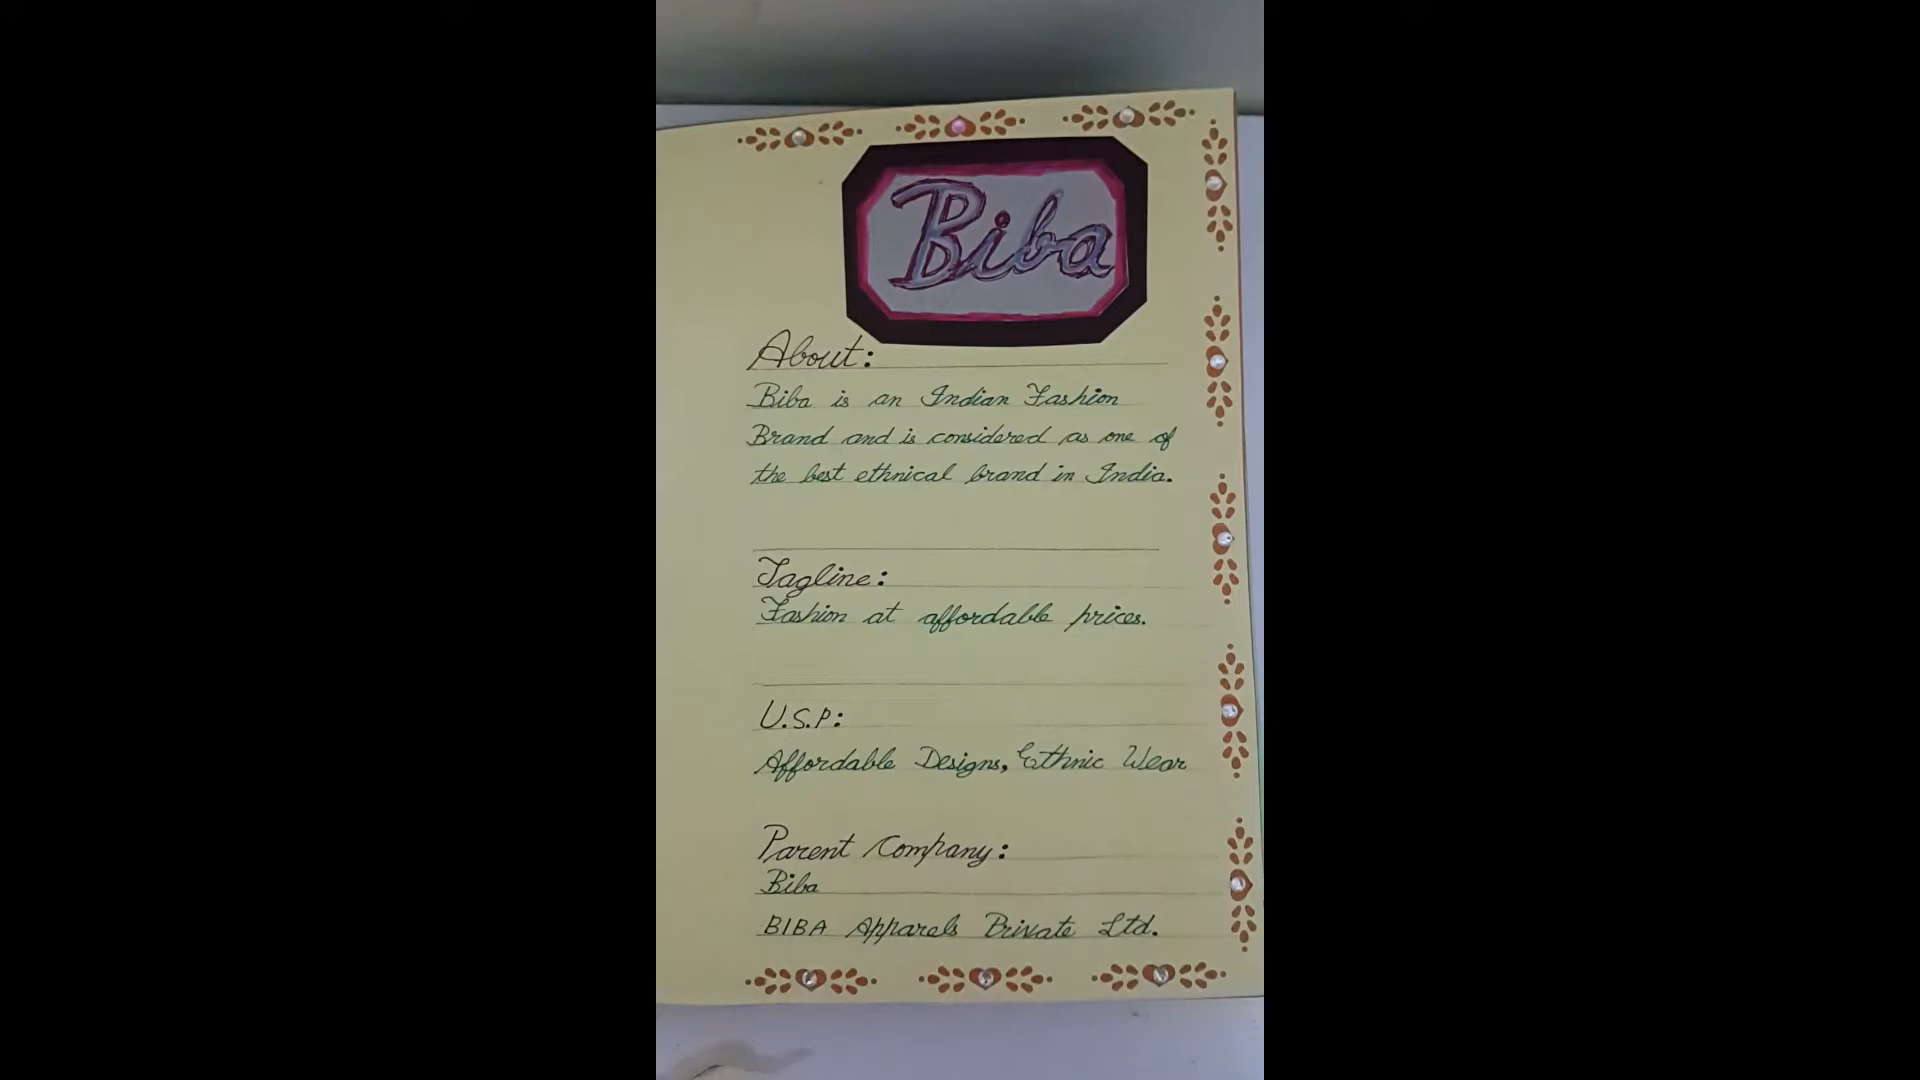 Biba
About:
Biba is an Indian Fashion
Brand and is considered as one of
the best ethnical brand in India.
Tagline:
Fashion at affordable prices.
U.S.P:
Affordable Designs, Ethnic Wear
Parent Company:
Biba
BIBA Apparels Private Ltd.